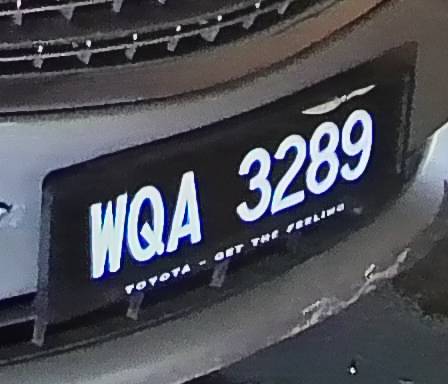 WQA 3289
TOYOTA - GET THE FEELING